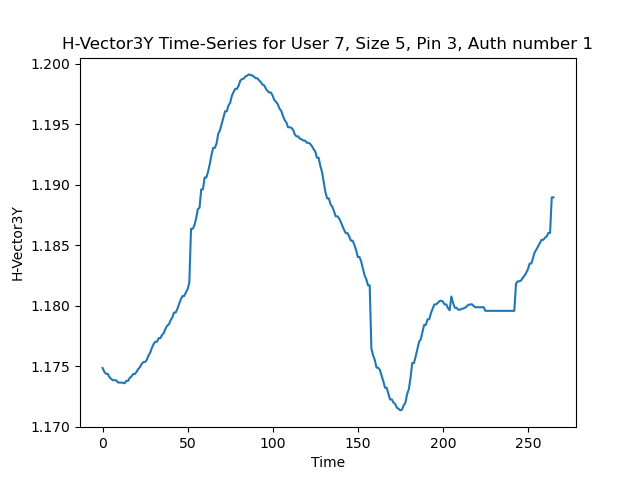 H-Vector3Y Time-Series for User 7, Size 5, Pin 3, Auth number 1
1.200
1.195
1.190
1.185
1.180
1.175
1.170
H-Vector3Y
0 50 100 150 200 250
Time